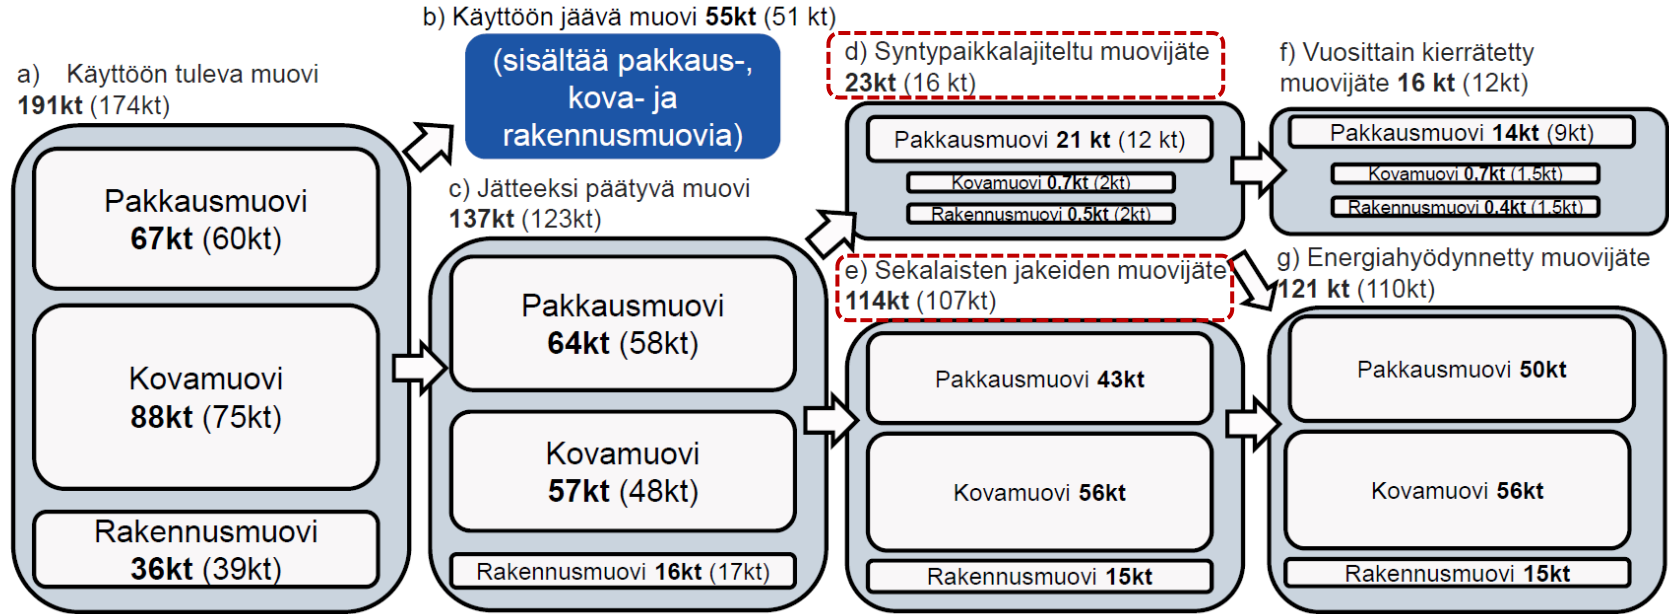 a) Käyttöön tuleva muovi
191kt (174kt)
Pakkausmuovi
67kt (60kt)
Kovamuovi
88kt (75kt)
Rakennusmuovi
36kt (39kt)
b) Käyttöön jäävä muovi 55kt (51 kt)
(sisältää pakkaus-,
kova- ja
rakennusmuovia)
c) Jätteeksi päätyvä muovi
137kt (123kt)
Pakkausmuovi
64kt (58kt)
Kovamuovi
57kt (48kt)
Rakennusmuovi 16kt (17kt)
d) Syntypaikkalajiteltu muovijäte
23kt (16 kt)
Pakkausmuovi 21 kt (12 kt)
Kovamuovi 0,7kt (2kt)
Rakennusmuovi 0.5kt (2kt)
e) Sekalaisten jakeiden muovijäte
114kt (107kt)
Pakkausmuovi 43kt
Kovamuovi 56kt
Rakennusmuovi 15kt
f) Vuosittain kierrätetty
muovijäte 16 kt (12kt)
Pakkausmuovi 14kt (9kt)
Kovamuovi 0,7kt (1.5kt)
Rakennusmuovi 0.4kt (1.5kt)
g) Energiahyödynnetty muovijäte
121 kt (110kt)
Pakkausmuovi 50kt
Kovamuovi 56kt
Rakennusmuovi 15kt